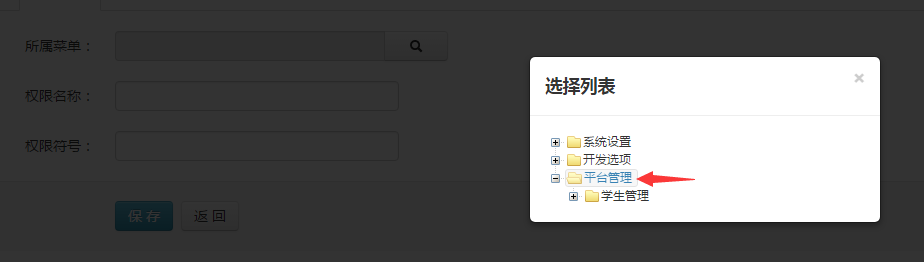 所属菜单：
权限名称：
权限符号：
保 存 返 回
选择列表 ×
系统设置
开发选项
平台管理
学生管理